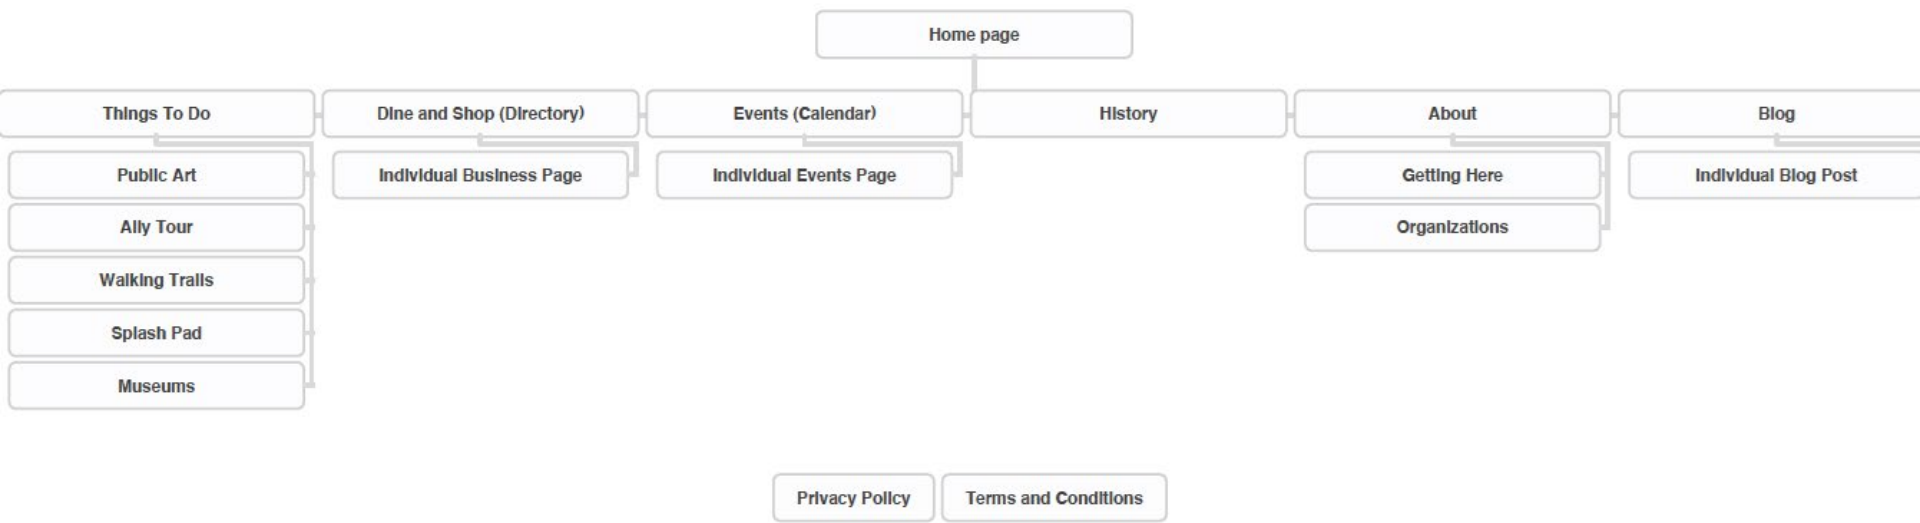 Home page
Things To Do
Dine and Shop (Directory)
Events (Calendar)
History
About
Blog
Public Art
Individual Business Page
Individual Events Page
Getting Here
Individual Blog Post
Ally Tour
Organizations
Walking Trails
Splash Pad
Museums
Privacy Policy
Terms and Conditions